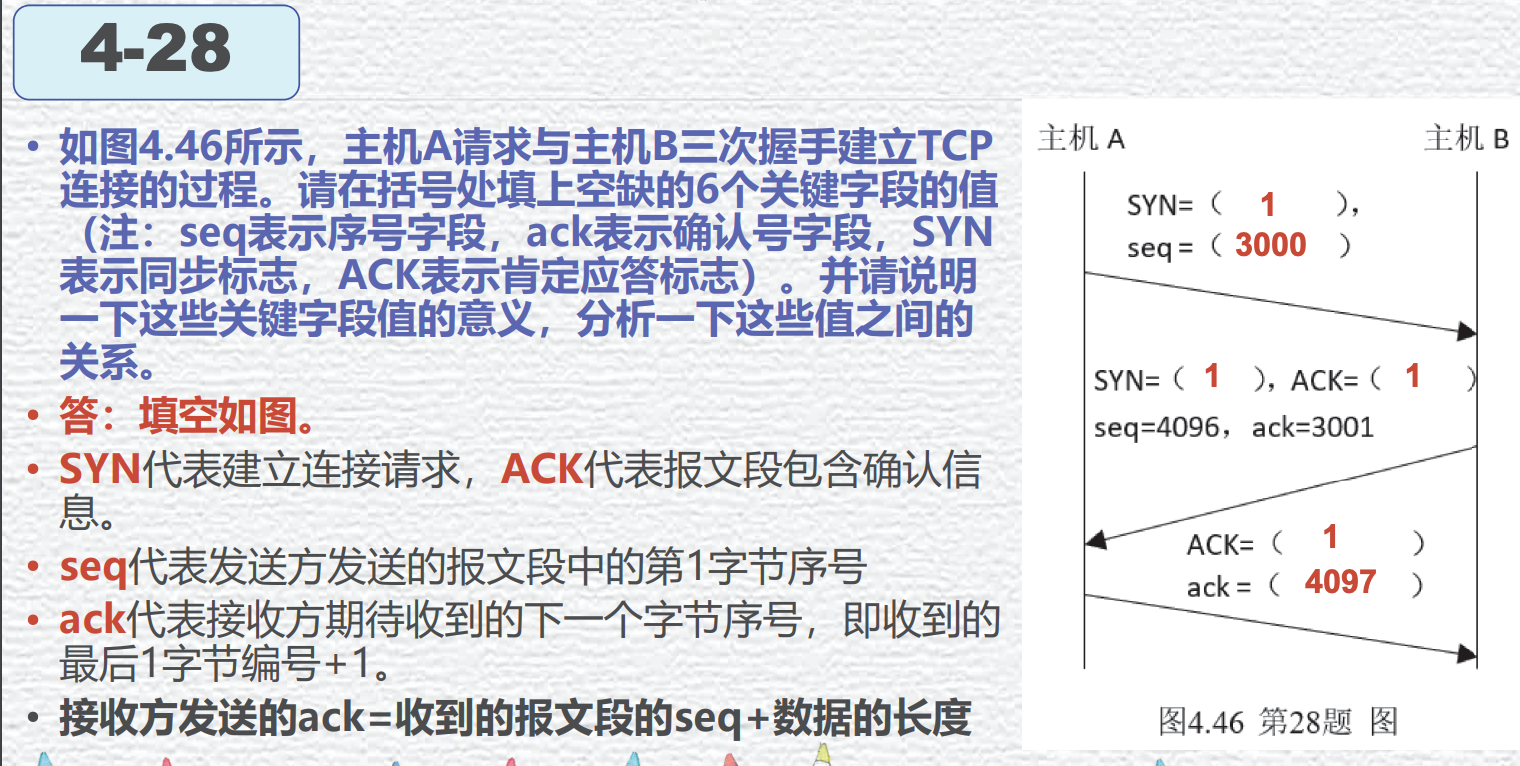 4-28
• 如图4.46所示，主机A请求与主机B三次握手建立TCP
连接的过程。请在括号处填上空缺的6个关键字段的值
（注：seq表示序号字段，ack表示确认号字段，SYN
表示同步标志，ACK表示肯定应答标志）。并请说明
一下这些关键字段值的意义，分析一下这些值之间的
关系。
• 答：填空如图。
• SYN代表建立连接请求，ACK代表报文段包含确认信
息。
• seq代表发送方发送的报文段中的第1字节序号
• ack代表接收方期待收到的下一个字节序号，即收到的
最后1字节编号+1。
• 接收方发送的ack=收到的报文段的seq+数据的长度
主机 A 主机 B
SYN=（ 1 ），
seq =（ 3000 ）
SYN=（ 1 ），ACK=（ 1 ）
seq=4096，ack=3001
ACK=（ 1 ）
ack =（ 4097 ）
图4.46 第28题 图